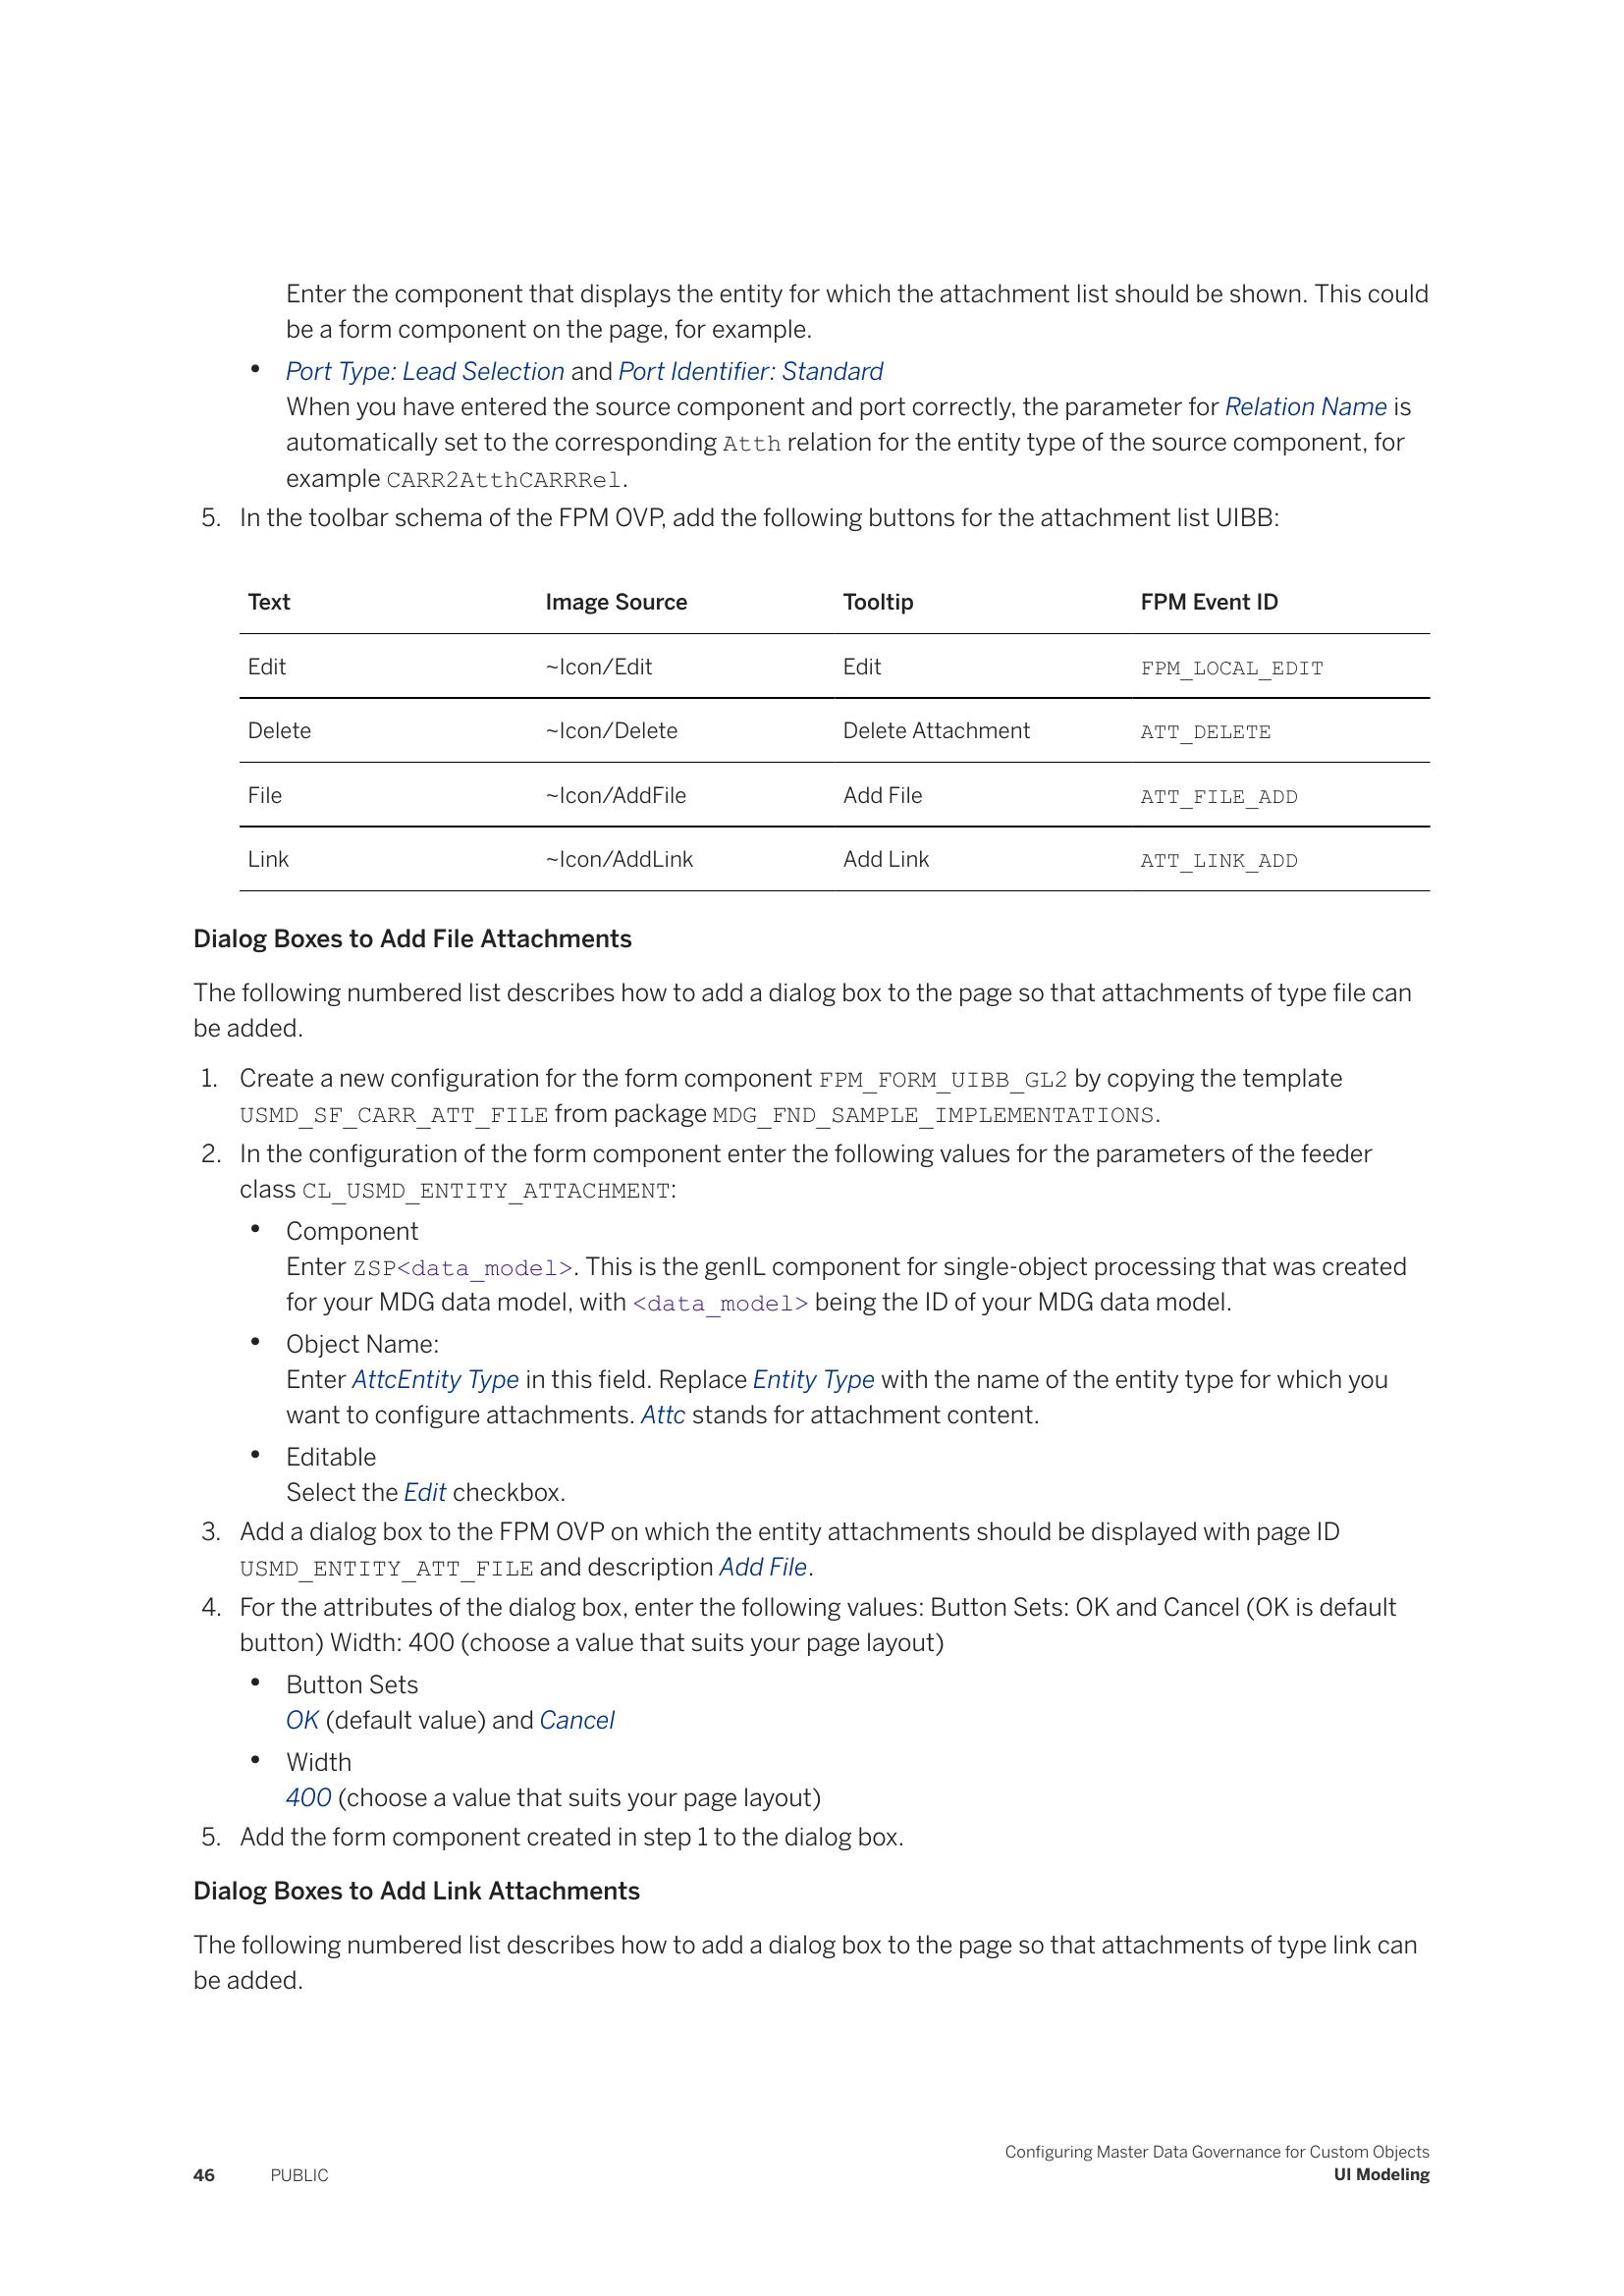 Enter the component that displays the entity for which the attachment list should be shown. This could
be a form component on the page, for example.
• Port Type: Lead Selection and Port Identifier: Standard
When you have entered the source component and port correctly, the parameter for Relation Name is
automatically set to the corresponding Atth relation for the entity type of the source component, for
example CARR2AtthCARRRel.
5. In the toolbar schema of the FPM OVP, add the following buttons for the attachment list UIBB:
Text Image Source Tooltip FPM Event ID
Edit ~Icon/Edit Edit FPM_LOCAL_EDIT
Delete ~Icon/Delete Delete Attachment ATT_DELETE
File ~Icon/AddFile Add File ATT_FILE_ADD
Link ~Icon/AddLink Add Link ATT_LINK_ADD
Dialog Boxes to Add File Attachments
The following numbered list describes how to add a dialog box to the page so that attachments of type file can
be added.
1. Create a new configuration for the form component FPM_FORM_UIBB_GL2 by copying the template
USMD_SF_CARR_ATT_FILE from package MDG_FND_SAMPLE_IMPLEMENTATIONS.
2. In the configuration of the form component enter the following values for the parameters of the feeder
class CL_USMD_ENTITY_ATTACHMENT:
• Component
Enter ZSP<data_model>. This is the genIL component for single-object processing that was created
for your MDG data model, with <data_model> being the ID of your MDG data model.
• Object Name:
Enter AttcEntity Type in this field. Replace Entity Type with the name of the entity type for which you
want to configure attachments. Attc stands for attachment content.
• Editable
Select the Edit checkbox.
3. Add a dialog box to the FPM OVP on which the entity attachments should be displayed with page ID
USMD_ENTITY_ATT_FILE and description Add File.
4. For the attributes of the dialog box, enter the following values: Button Sets: OK and Cancel (OK is default
button) Width: 400 (choose a value that suits your page layout)
• Button Sets
OK (default value) and Cancel
• Width
400 (choose a value that suits your page layout)
5. Add the form component created in step 1 to the dialog box.
Dialog Boxes to Add Link Attachments
The following numbered list describes how to add a dialog box to the page so that attachments of type link can
be added.
Configuring Master Data Governance for Custom Objects
46 PUBLIC UI Modeling